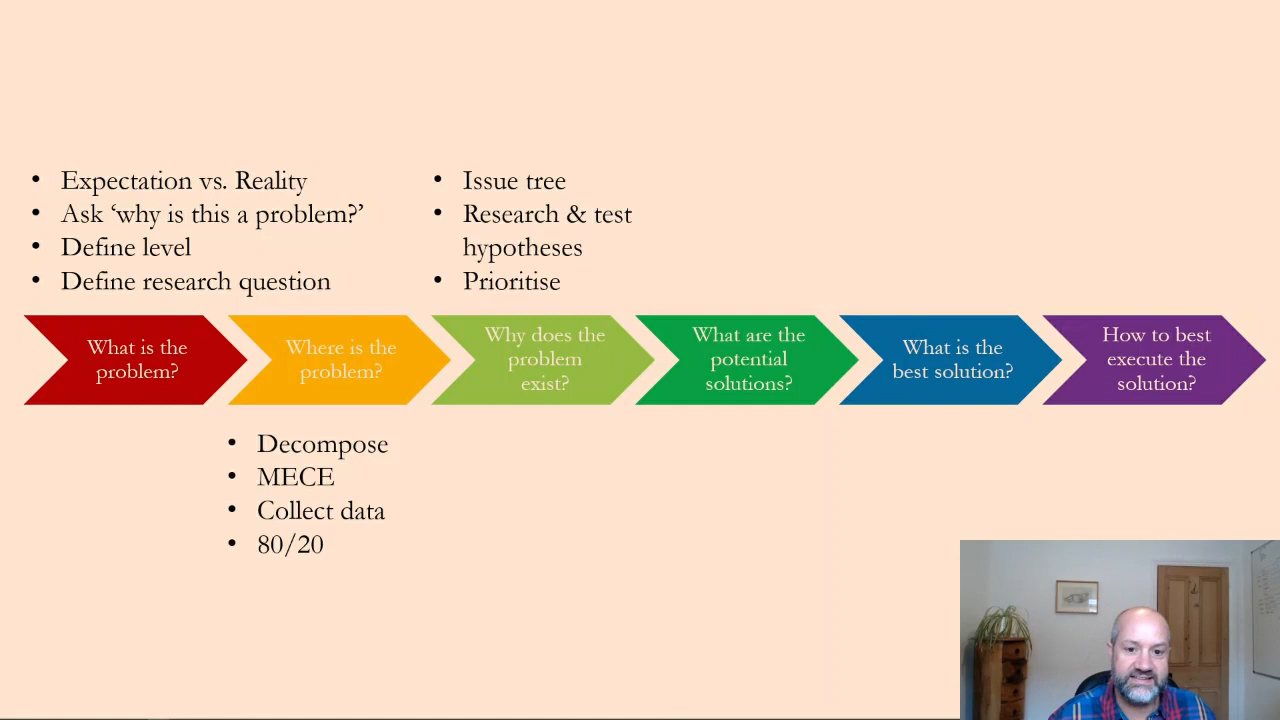 • Expectation vs. Reality
• Ask ‘why is this a problem?’
• Define level
• Define research question
• Issue tree
• Research & test
hypotheses
• Prioritise
What is the
problem?
Where is the
problem?
Why does the
problem
exist?
What are the
potential
solutions?
What is the
best solution?
How to best
execute the
solution?
• Decompose
• MECE
• Collect data
• 80/20